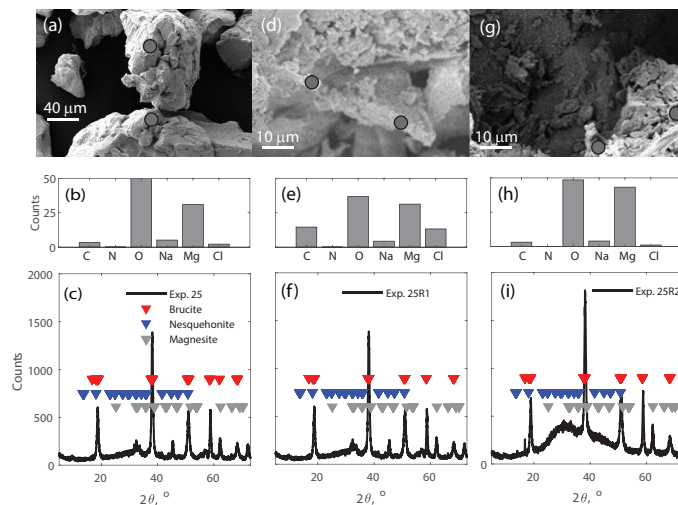 (a)
40 μm
(d)
10 μm
(g)
10 μm
(b)
50
25
0
Counts
C N O Na Mg Cl
(e)
C N O Na Mg Cl
(h)
C N O Na Mg Cl
2000
1500
1000
500
0
Counts
(c)
Exp. 25
Brucite
Nesquehonite
Magnesite
20 40 60
2θ, °
(f)
Exp. 25R1
20 40 60
2θ, °
(i)
Exp. 25R2
20 40 60
2θ, °